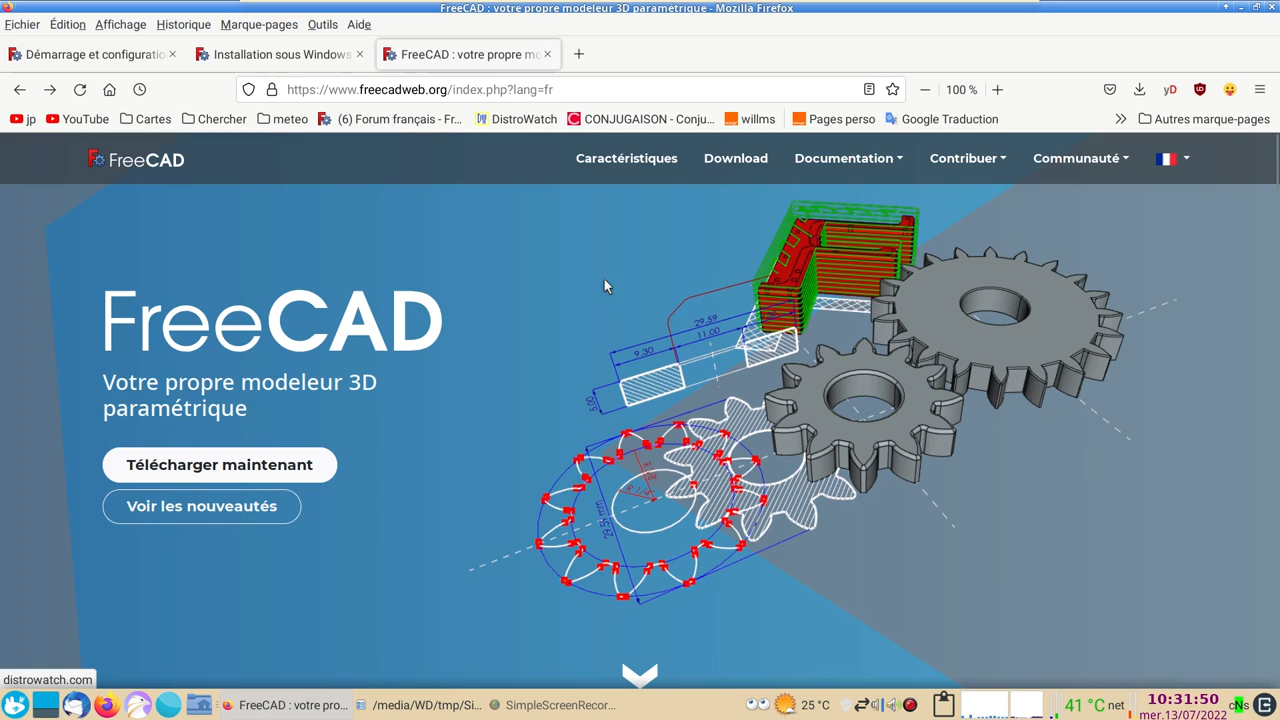 FreeCAD : votre propre modeleur 3D paramétrique - Mozilla Firefox
Fichier Édition Affichage Historique Marque-pages Outils Aide
Démarrage et configuratio
Installation sous Windows
FreeCAD : votre propre mo
https://www.freecadweb.org/index.php?lang=fr
100 %
jp YouTube Cartes Chercher meteo (6) Forum français - Fr... DistroWatch CONJUGAISON - Conju... willms Pages perso Google Traduction Autres marque-pages
FreeCAD
Caractéristiques Download Documentation Contribuer Communauté
29.59
11.00
9.30
5.00
FreeCAD
Votre propre modeleur 3D
paramétrique
Télécharger maintenant
Voir les nouveautés
distrowatch.com
FreeCAD : votre pro...
/media/WD/tmp/Si...
SimpleScreenRecor...
25 °C
41 °C net
10:31:50
mer.13/07/2022
cNs